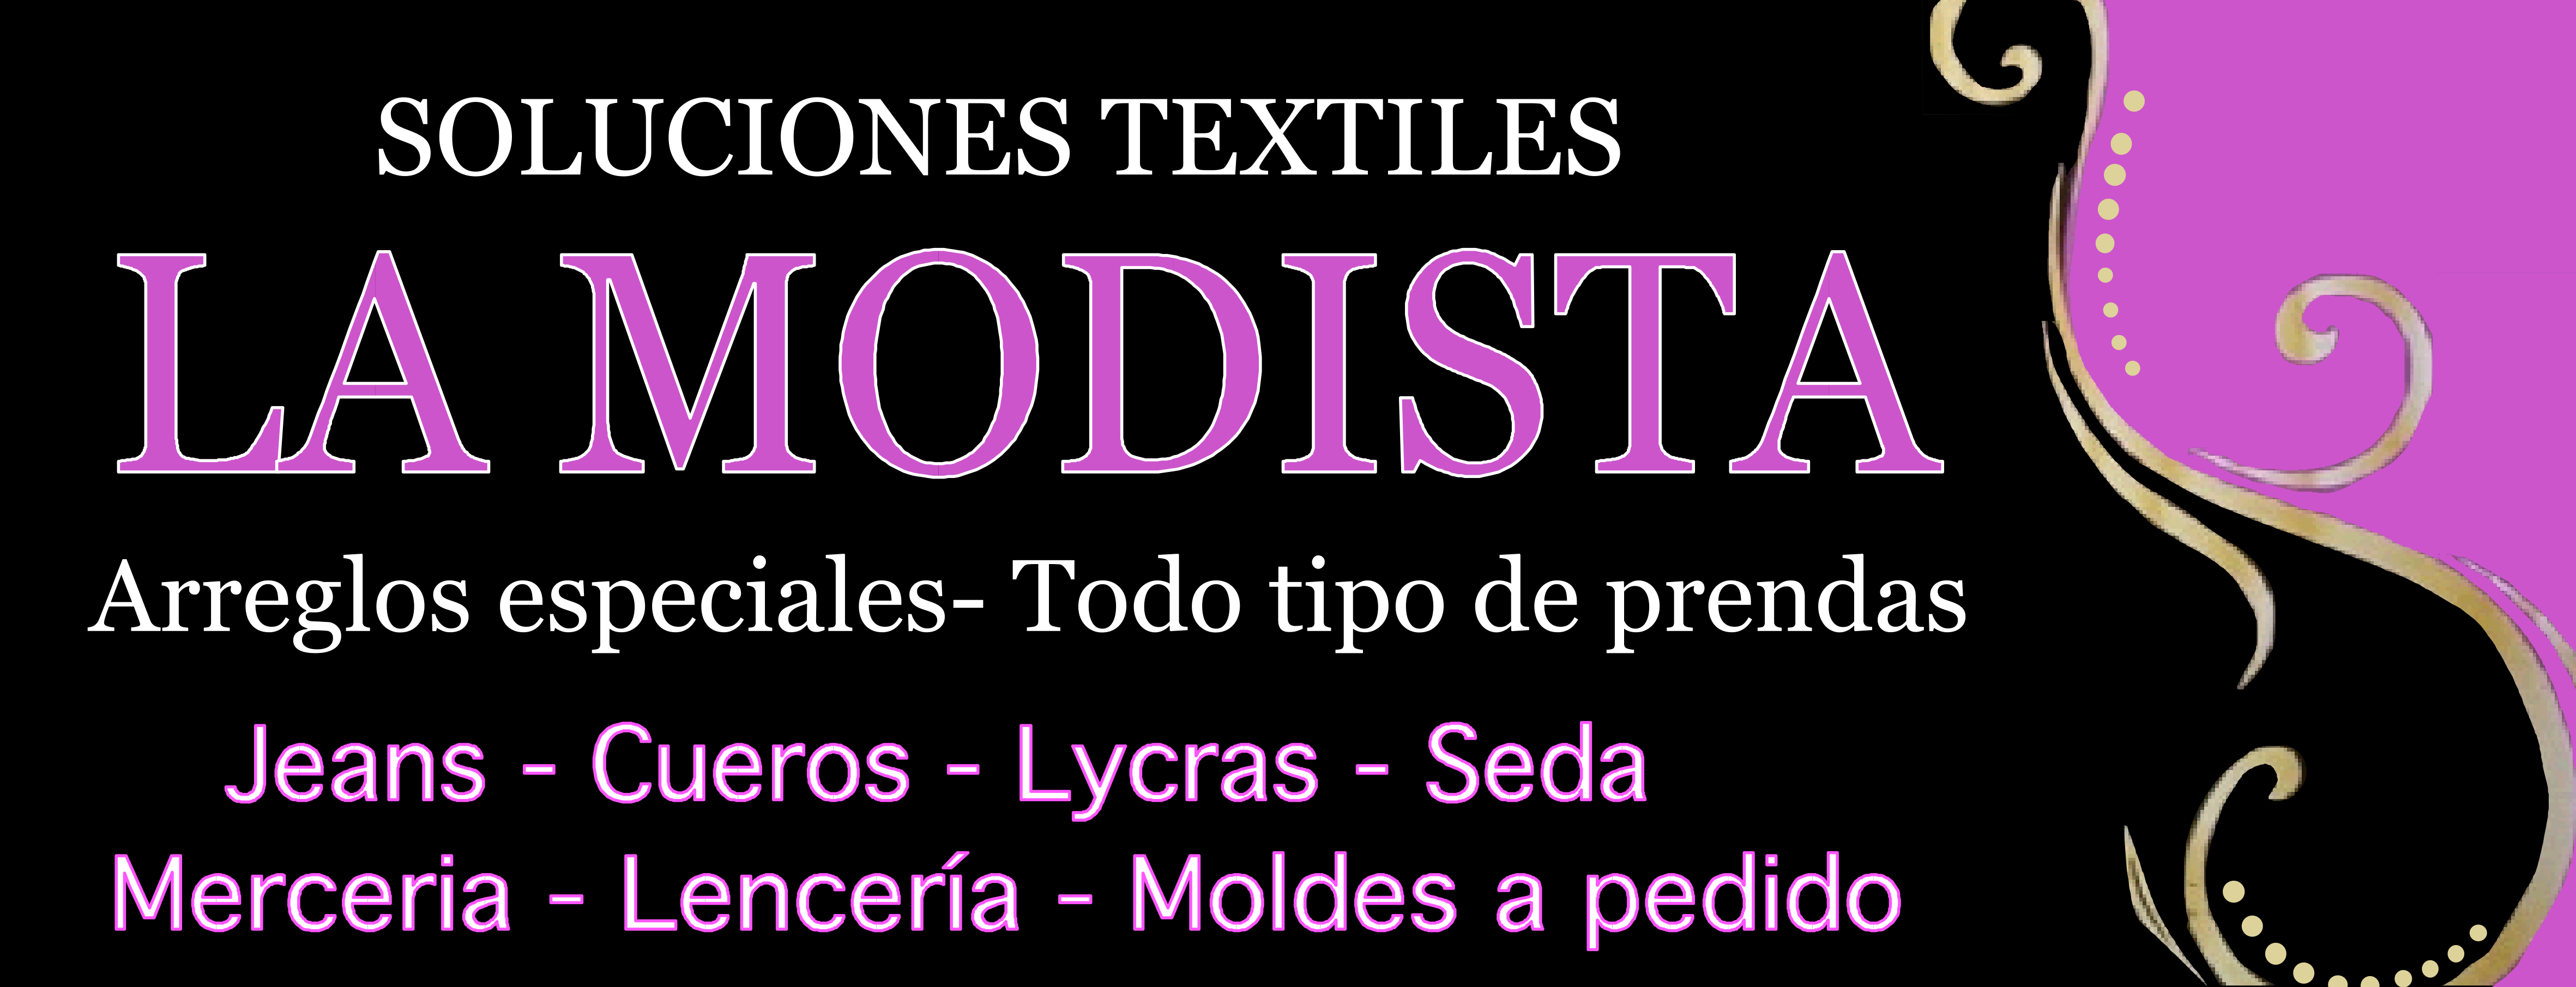 SOLUCIONES TEXTILES
LA MODISTA
Arreglos especiales- Todo tipo de prendas
Jeans - Cueros - Lycras - Seda
Merceria - Lencería - Moldes a pedido